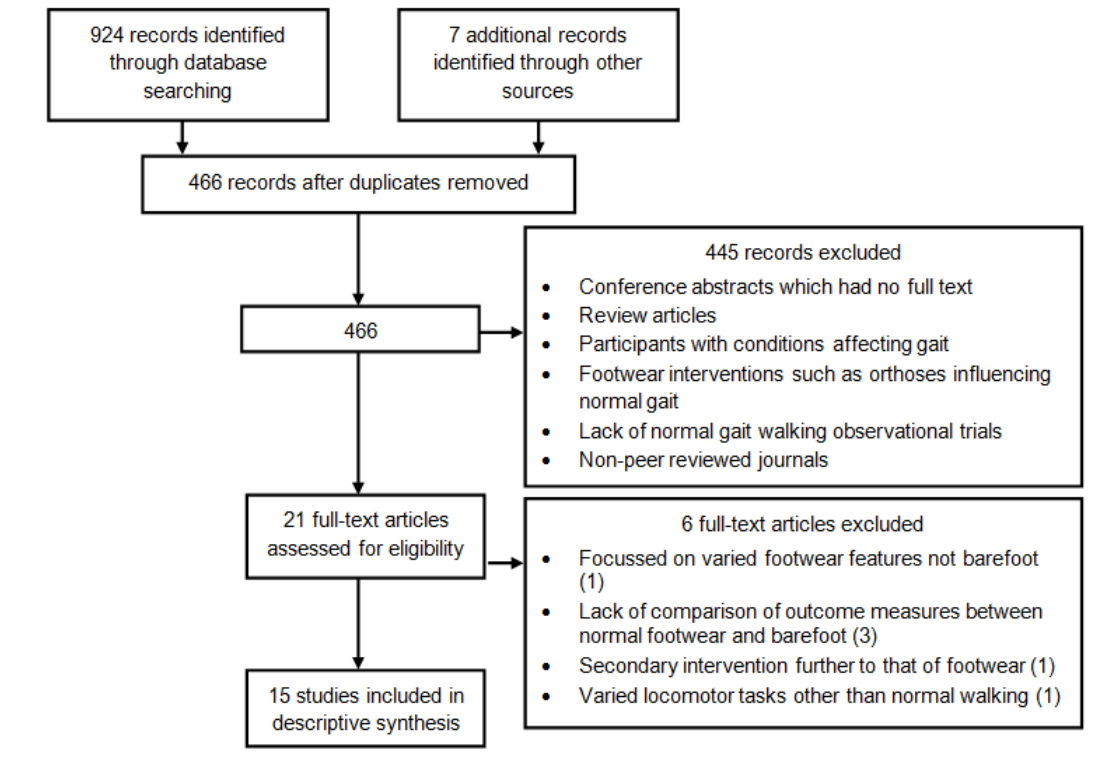 924 records identified
through database
searching
7 additional records
identified through other
sources
466 records after duplicates removed
445 records excluded
• Conference abstracts which had no full text
• Review articles
• Participants with conditions affecting gait
• Footwear interventions such as orthoses influencing
normal gait
• Lack of normal gait walking observational trials
• Non-peer reviewed journals
466
21 full-text articles
assessed for eligibility
6 full-text articles excluded
• Focussed on varied footwear features not barefoot
(1)
• Lack of comparison of outcome measures between
normal footwear and barefoot (3)
• Secondary intervention further to that of footwear (1)
• Varied locomotor tasks other than normal walking (1)
15 studies included in
descriptive synthesis